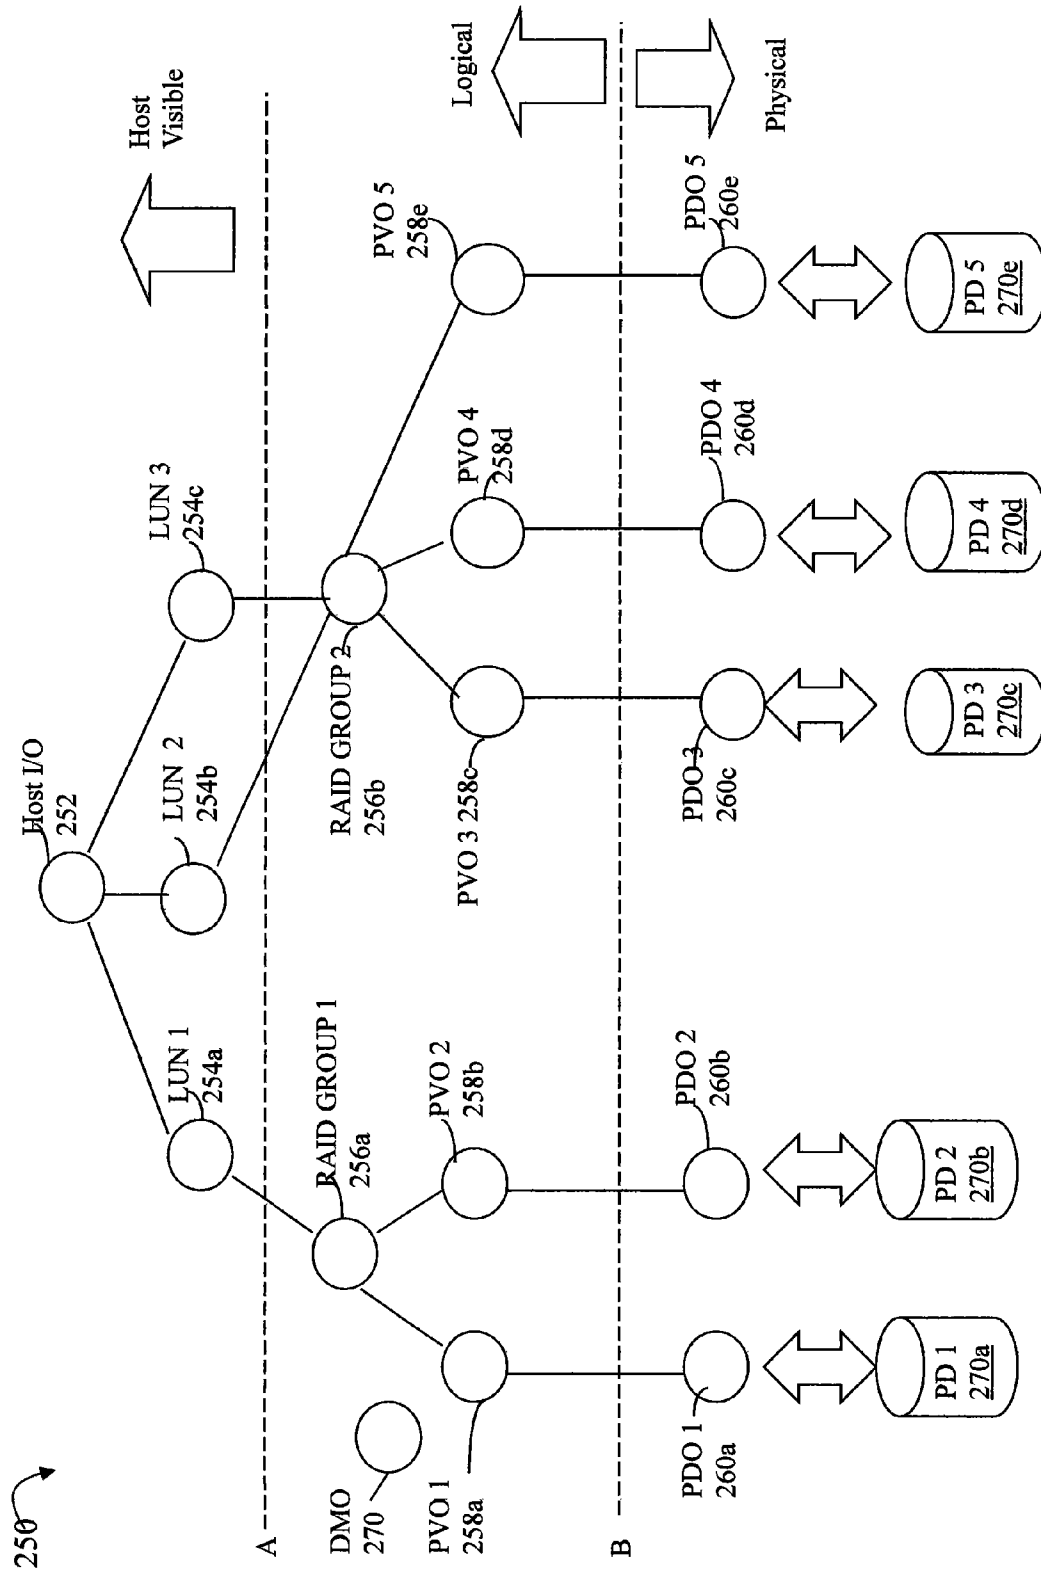 250
Host I/O
252
Host
Visible
LUN 1
254a
LUN 2
254b
LUN 3
254c
A
DMO
270
RAID GROUP 1
256a
RAID GROUP 2
256b
Logical
PVO 1
258a
PVO 2
258b
PVO 3 258c
PVO 4
258d
PVO 5
258e
B
Physical
PDO 1
260a
PDO 2
260b
PDO 3
260c
PDO 4
260d
PDO 5
260e
PD 1
270a
PD 2
270b
PD 3
270c
PD 4
270d
PD 5
270e